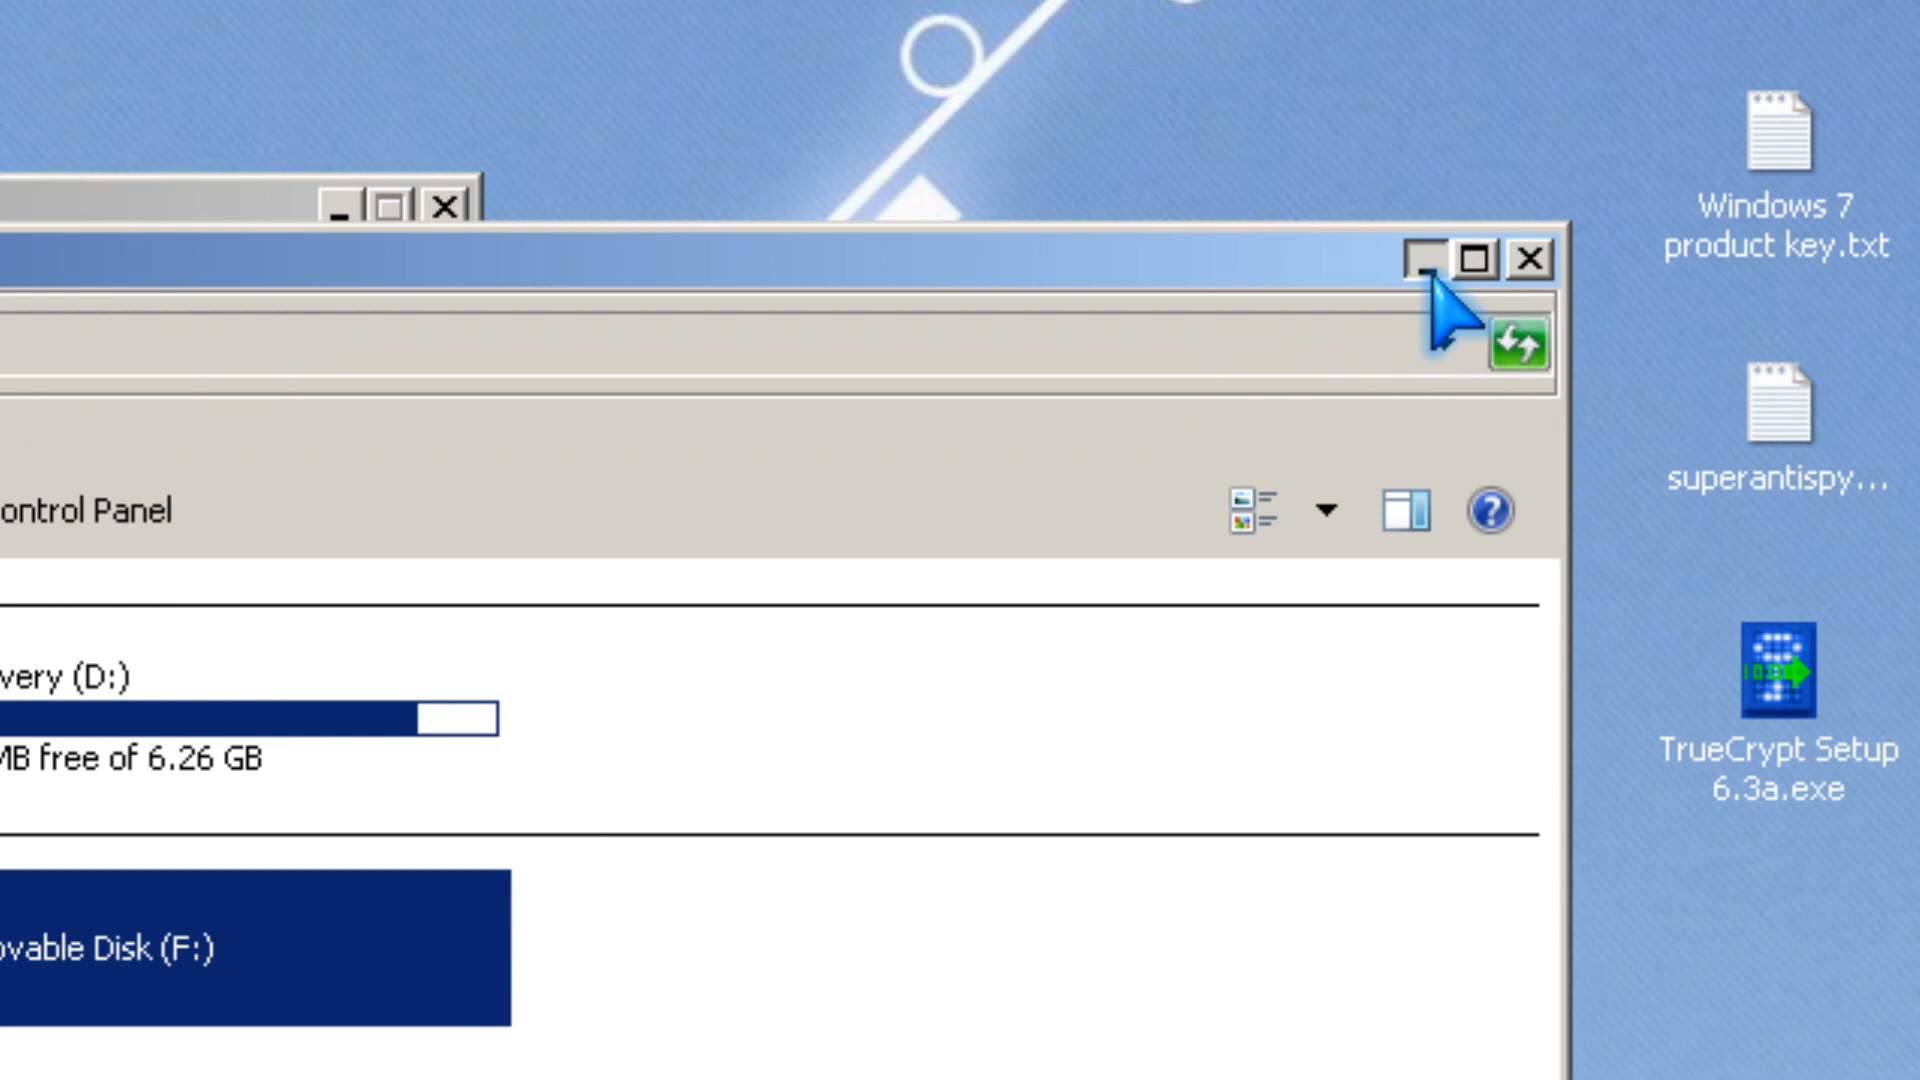 Windows 7
product key.txt
superantispy...
ontrol Panel
TrueCrypt Setup
6.3a.exe
very (D:)
MB free of 6.26 GB
ovable Disk (F:)